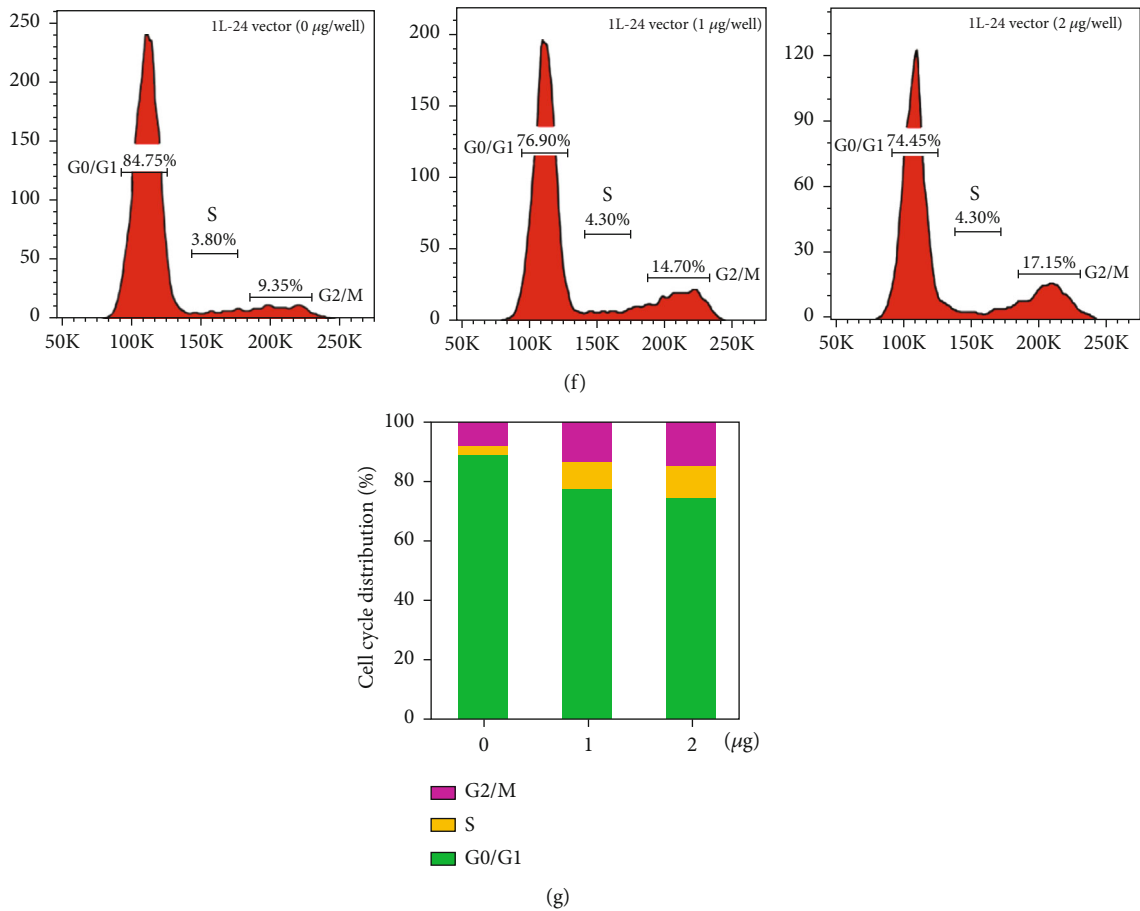 250
200
150
100
50
0
1L-24 vector (0 μg/well)
G0/G1
84.75%
S
3.80%
9.35%
G2/M
50K 100K 150K 200K 250K
200
150
100
50
0
1L-24 vector (1 μg/well)
G0/G1
76.90%
S
4.30%
14.70%
G2/M
50K 100K 150K 200K 250K
120
90
60
30
0
1L-24 vector (2 μg/well)
G0/G1
74.45%
S
4.30%
17.15%
G2/M
50K 100K 150K 200K 250K
(f)
Cell cycle distribution (%)
100
80
60
40
20
0
0 1 2 (μg)
G2/M
S
G0/G1
(g)